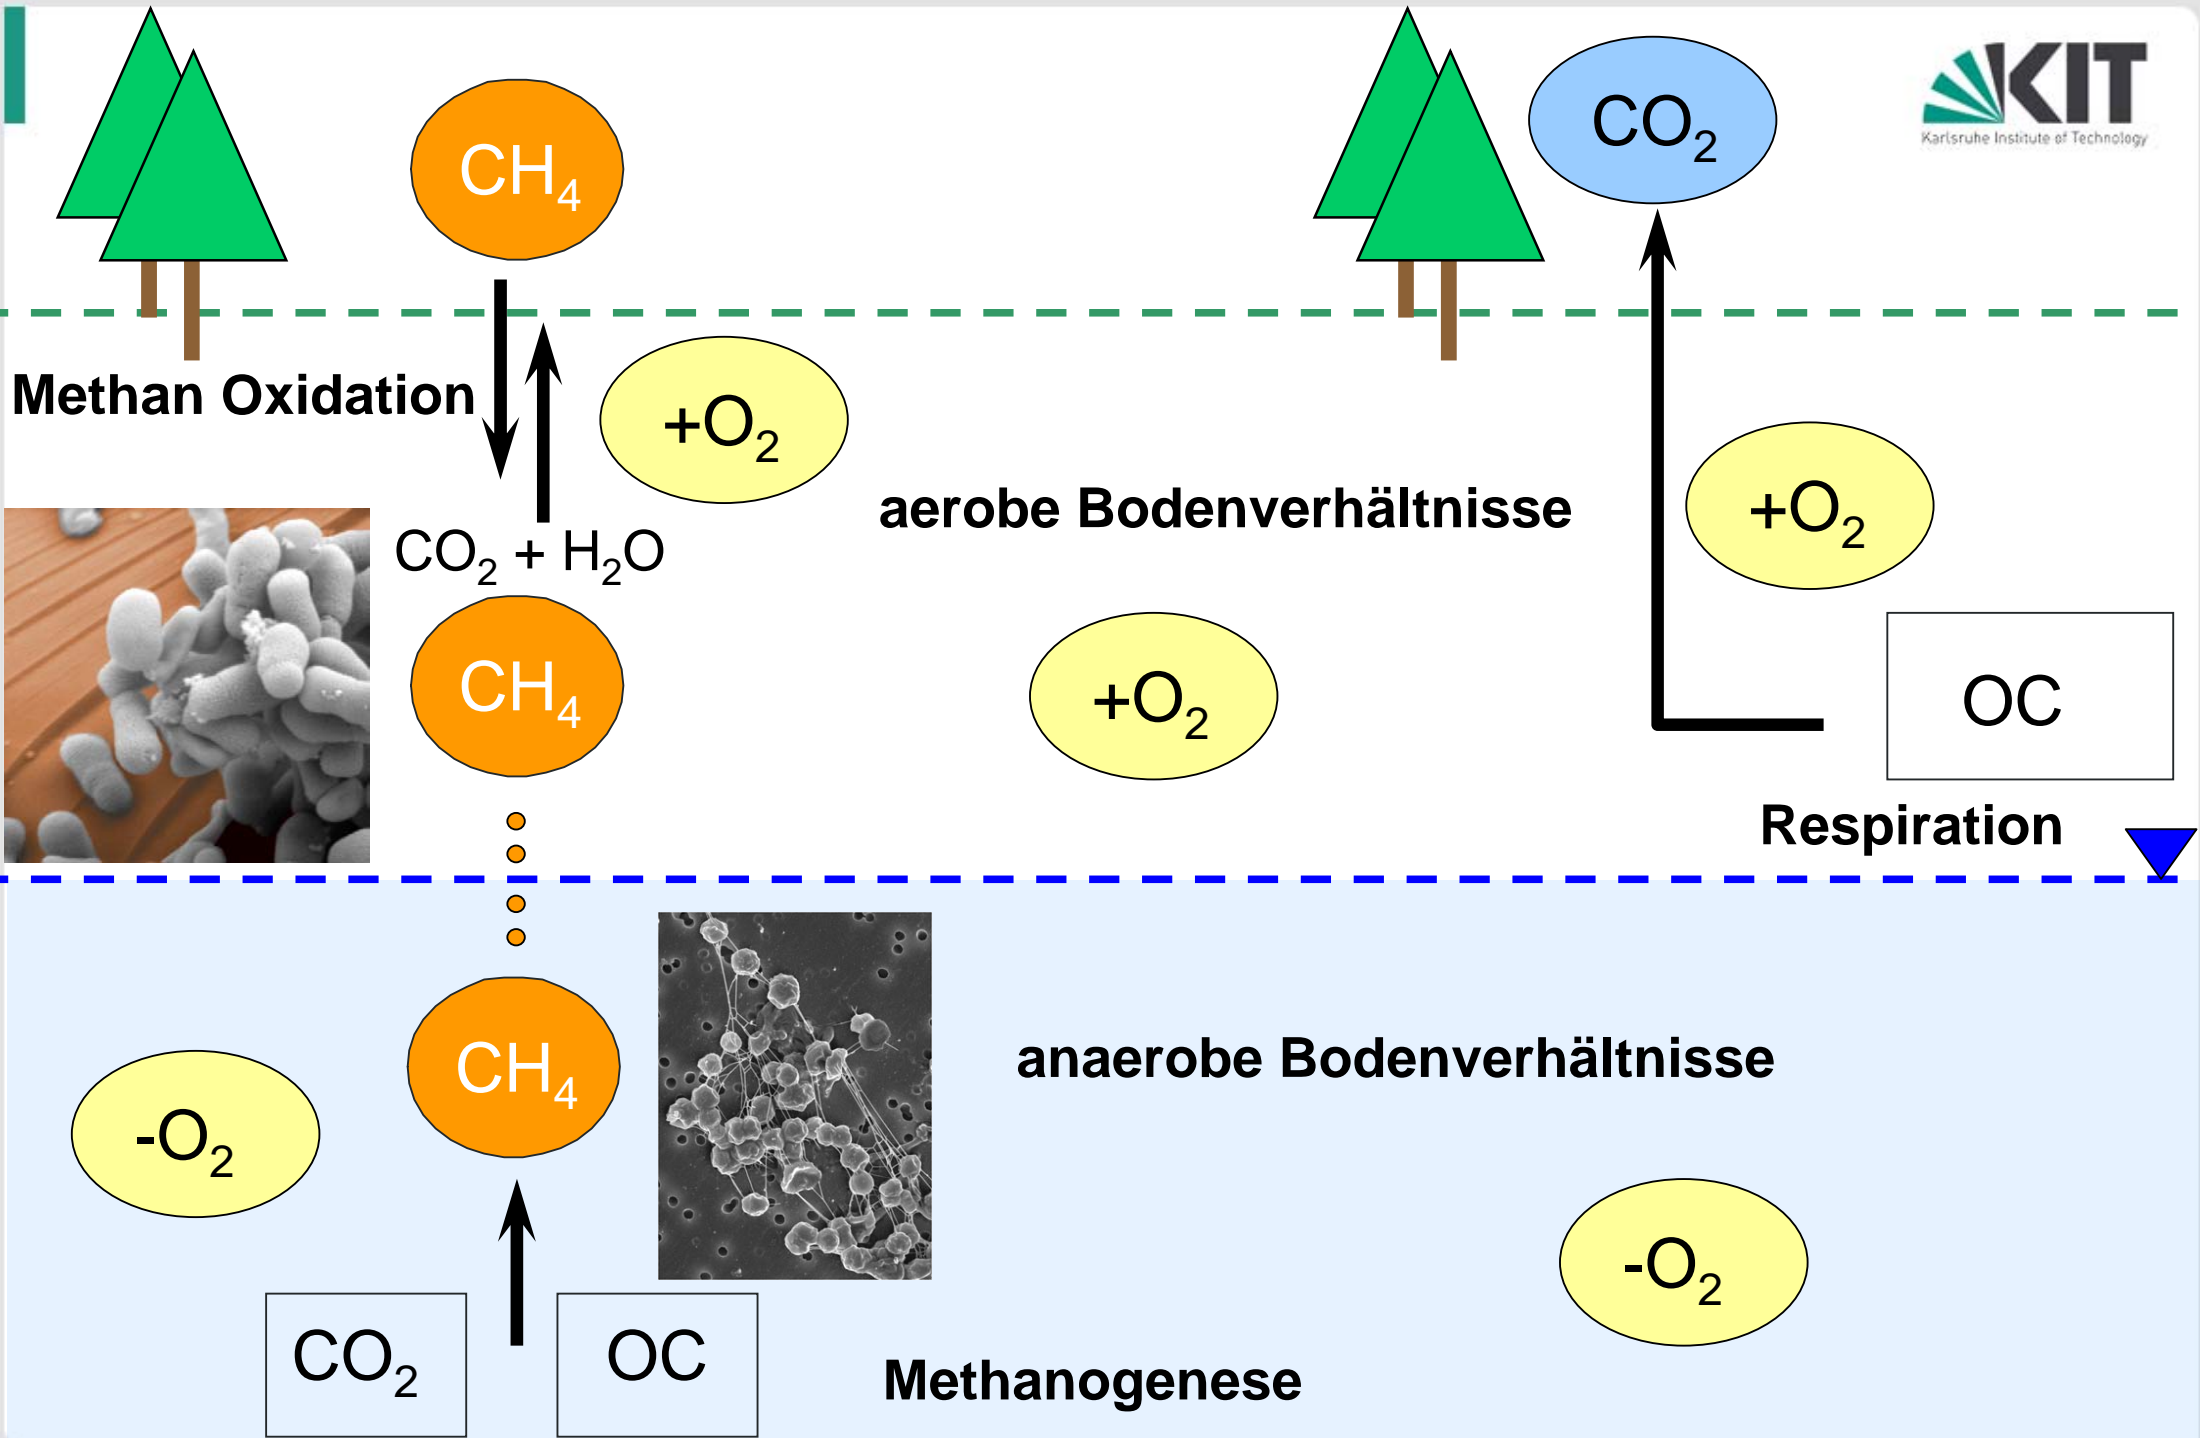 CH₄
CO₂
KIT
Karlsruhe Institute of Technology
Methan Oxidation
+O₂
aerobe Bodenverhältnisse
+O₂
CO₂ + H₂O
CH₄
+O₂
OC
Respiration
CH₄
anaerobe Bodenverhältnisse
-O₂
-O₂
CO₂
OC
Methanogenese